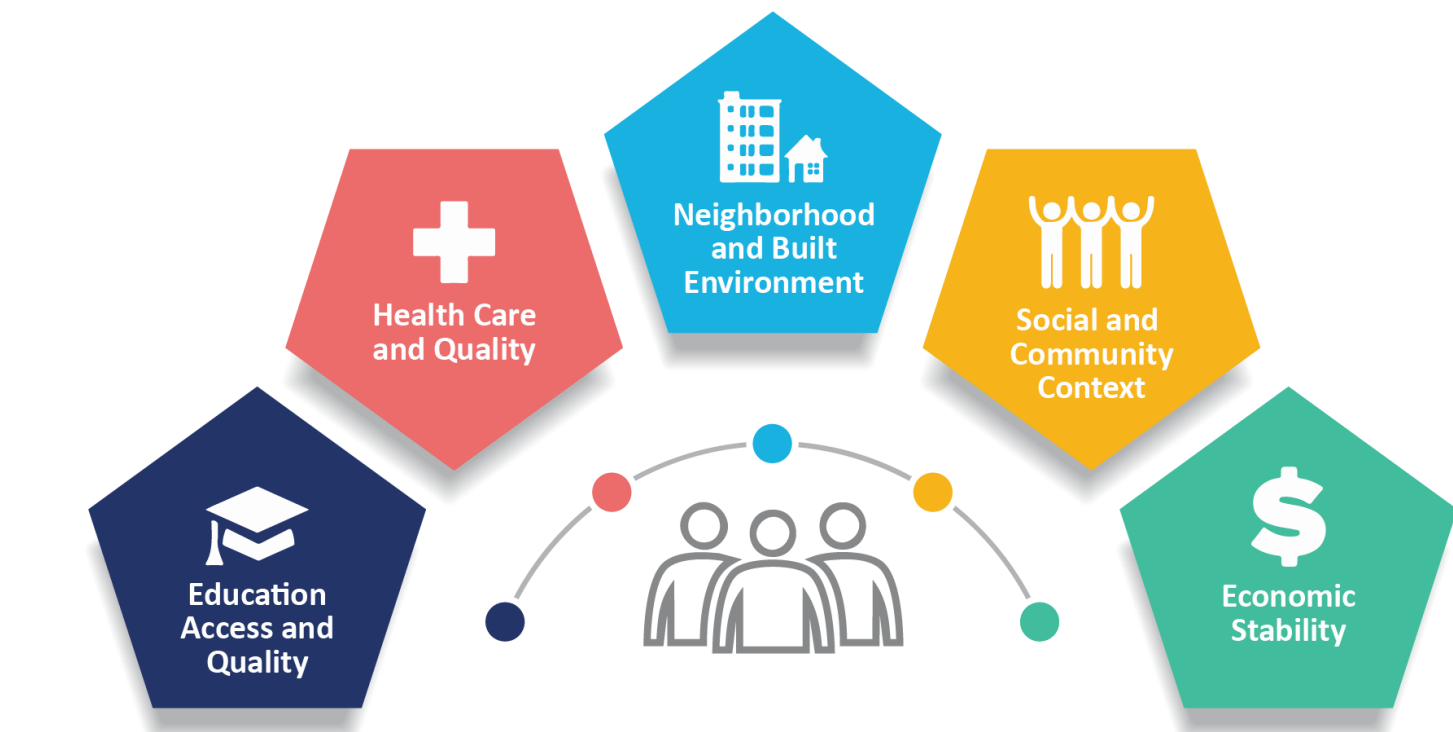 Neighborhood
and Built
Environment
Health Care
and Quality
Social and
Community
Context
Education
Access and
Quality
$
Economic
Stability